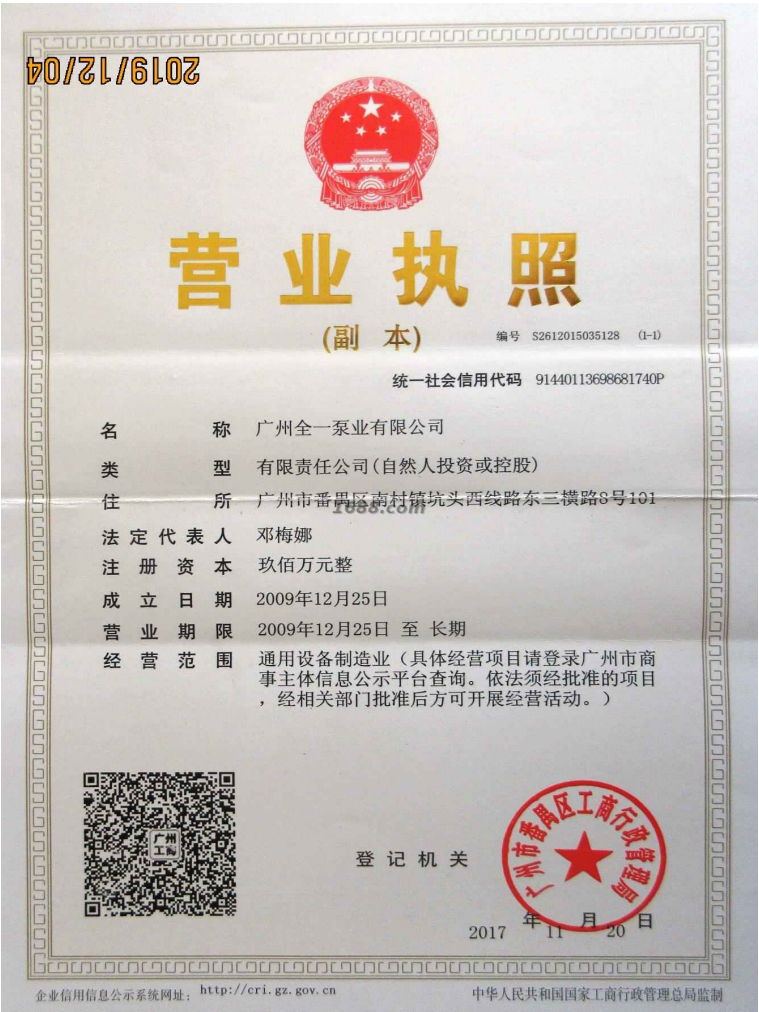 2019/12/04
营业执照
(副 本)
编号 S2612015035128 (1-1)
统一社会信用代码 91440113698681740P
名 称 广州全一泵业有限公司
类 型 有限责任公司(自然人投资或控股)
住 所 广州市番禺区南村镇坑头西线路东三横路8号101
1688.com
法定代表人 邓梅娜
注册资本 玖佰万元整
成立日期 2009年12月25日
营业期限 2009年12月25日 至 长期
经营范围 通用设备制造业（具体经营项目请登录广州市商
事主体信息公示平台查询。依法须经批准的项目
，经相关部门批准后方可开展经营活动。）
广州
工商
广州市番禺区工商行政管理局
登记机关
2017 年 11 月 20 日
企业信用信息公示系统网址: http://cri.gz.gov.cn
中华人民共和国国家工商行政管理总局监制